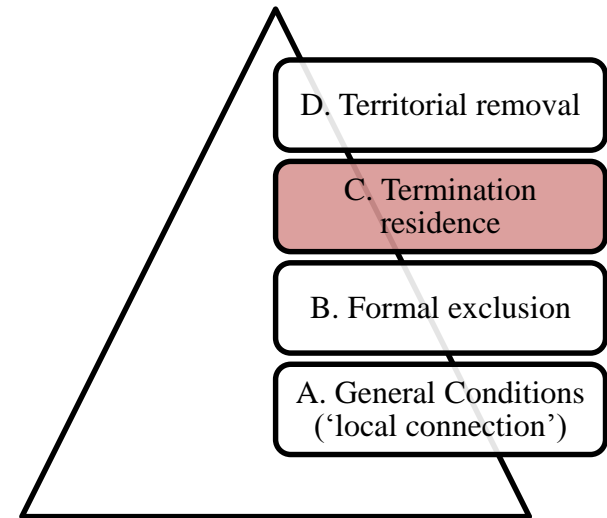 D. Territorial removal
C. Termination
residence
B. Formal exclusion
A. General Conditions
(‘local connection’)